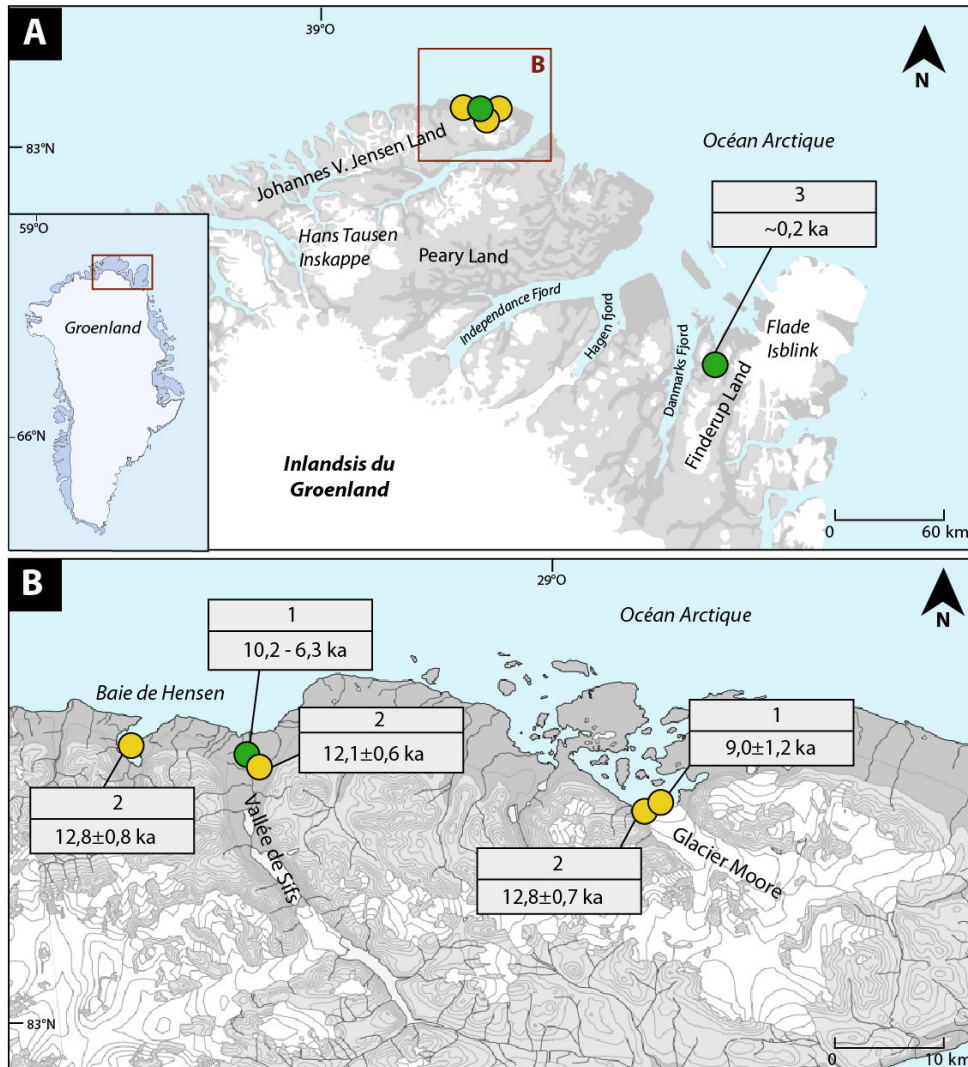 A
39°O
B
N
83°N
Johannes V. Jensen Land
Océan Arctique
3
~0,2 ka
59°O
Hans Tausen
Inskappe
Peary Land
Independance Fjord
Hagen fjord
Danmarks Fjord
Flade
Isblink
Finderup Land
Groenland
66°N
Inlandsis du
Groenland
0
60 km
B
29°O
Océan Arctique
N
1
10,2 - 6,3 ka
Baie de Hensen
2
12,1±0,6 ka
1
9,0±1,2 ka
2
12,8±0,8 ka
Vallée de Sifs
Glacier Moore
2
12,8±0,7 ka
83°N
0
10 km